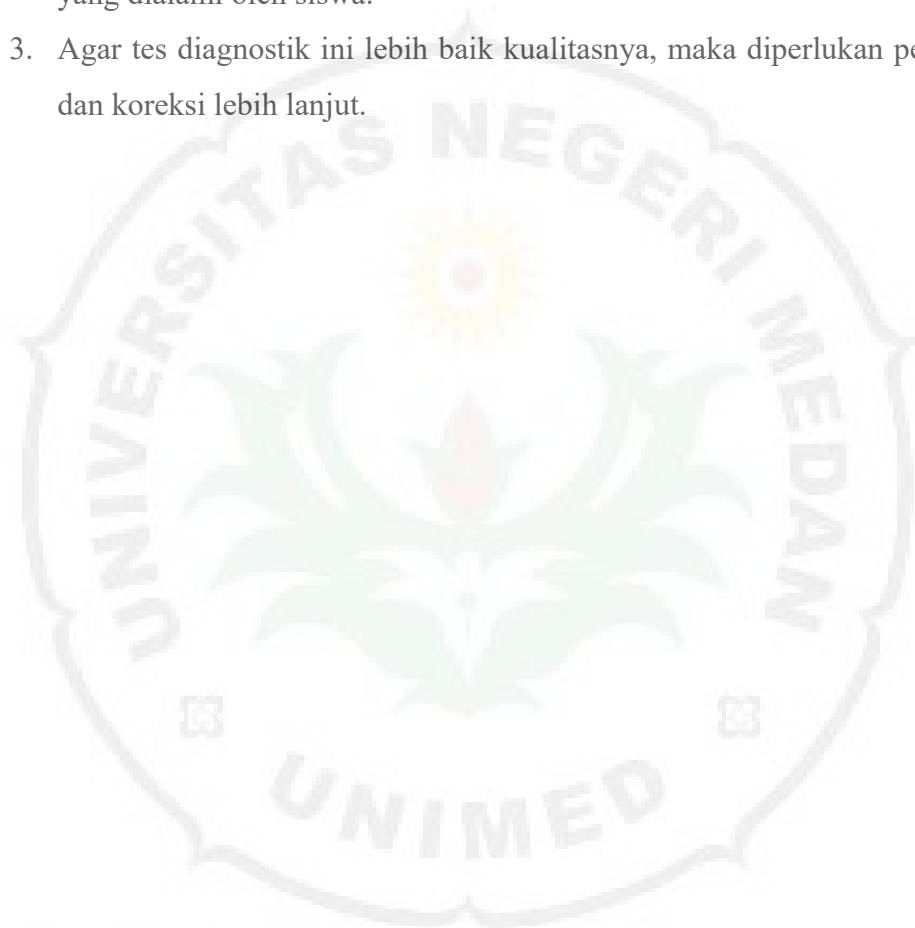 yang dialami oleh siswa.
3. Agar tes diagnostik ini lebih baik kualitasnya, maka diperlukan
dan koreksi lebih lanjut.
UNIVERSITAS NEGERI MEDAN
UNIMED